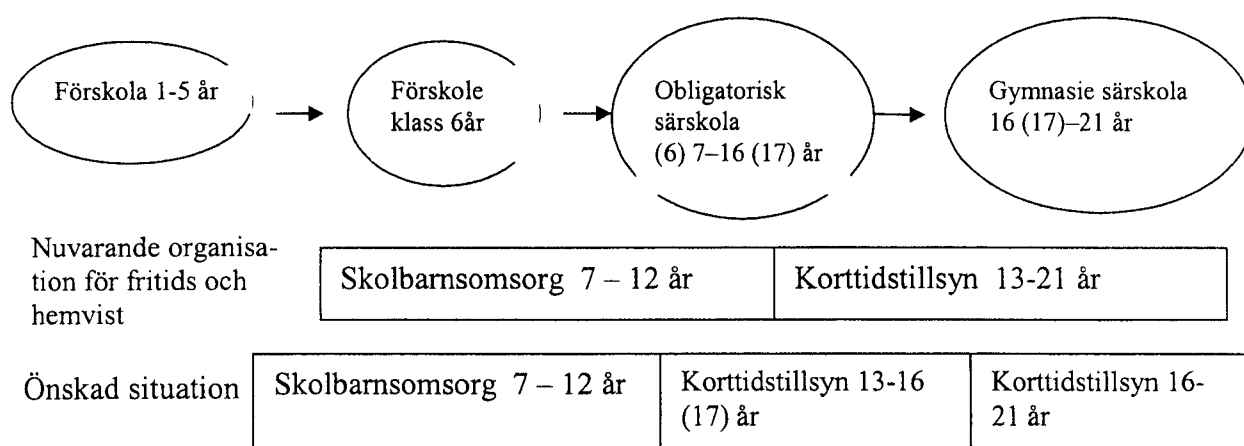 Förskola 1-5 år
Förskole
klass 6år
Obligatorisk
särskola
(6) 7–16 (17) år
Gymnasie särskola
16 (17)–21 år
Nuvarande organisa-
tion för fritids och
hemvist
Skolbarnsomsorg 7 – 12 år
Korttidstillsyn 13-21 år
Önskad situation
Skolbarnsomsorg 7 – 12 år
Korttidstillsyn 13-16
(17) år
Korttidstillsyn 16-
21 år